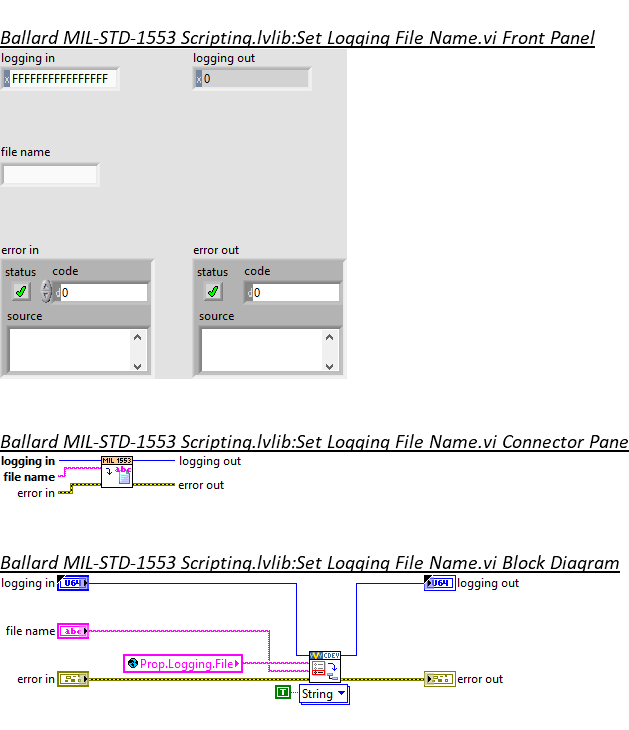 Ballard MIL-STD-1553 Scripting.lvlib:Set Logging File Name.vi Front Panel
logging in logging out
x FFFFFFFFFFFFFFFF x 0
file name
error in error out
status code status code
d 0 d 0
source source
Ballard MIL-STD-1553 Scripting.lvlib:Set Logging File Name.vi Connector Pane
logging in MIL 1553 logging out
file name abc
error in error out
Ballard MIL-STD-1553 Scripting.lvlib:Set Logging File Name.vi Block Diagram
logging in U64 U64 logging out
file name abc
CDEV
Prop.Logging.File
error in error out
T String